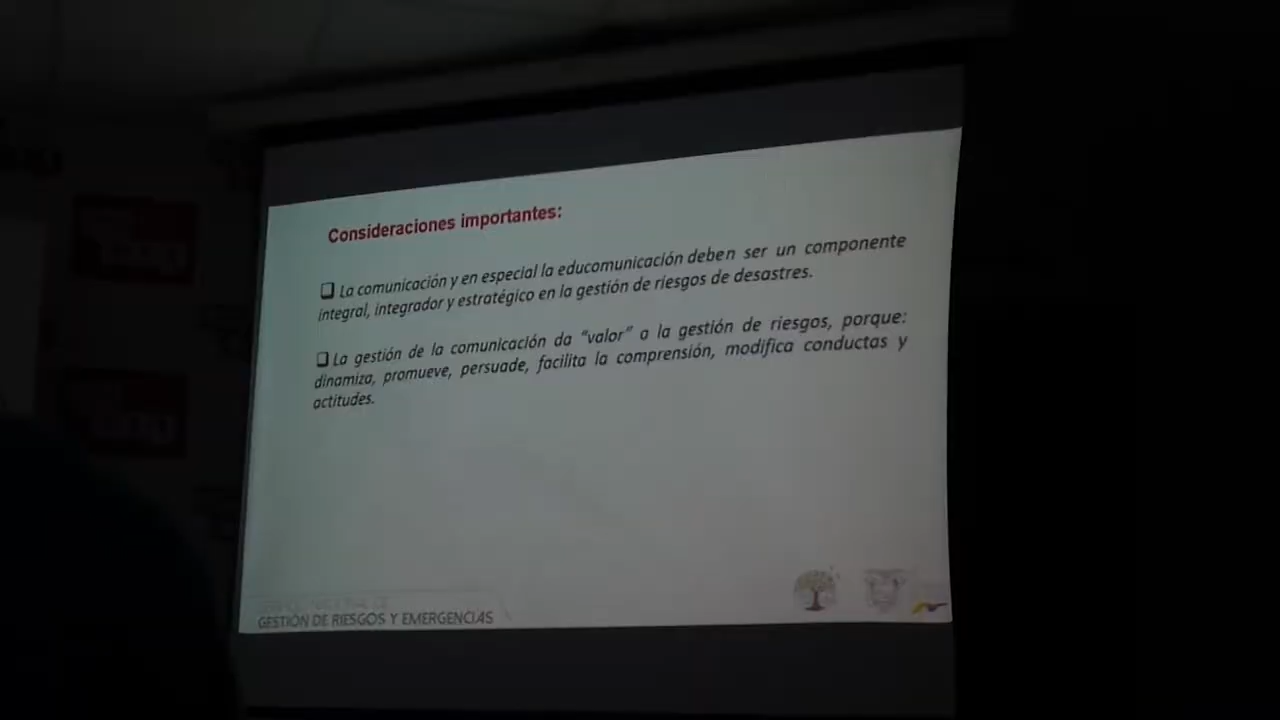 Consideraciones importantes:
❑ La comunicación y en especial la educomunicación deben ser un componente
integral, integrador y estratégico en la gestión de riesgos de desastres.
❑ La gestión de la comunicación da “valor” a la gestión de riesgos, porque:
dinamiza, promueve, persuade, facilita la comprensión, modifica conductas y
actitudes.
GESTIÓN DE RIESGOS Y EMERGENCIAS